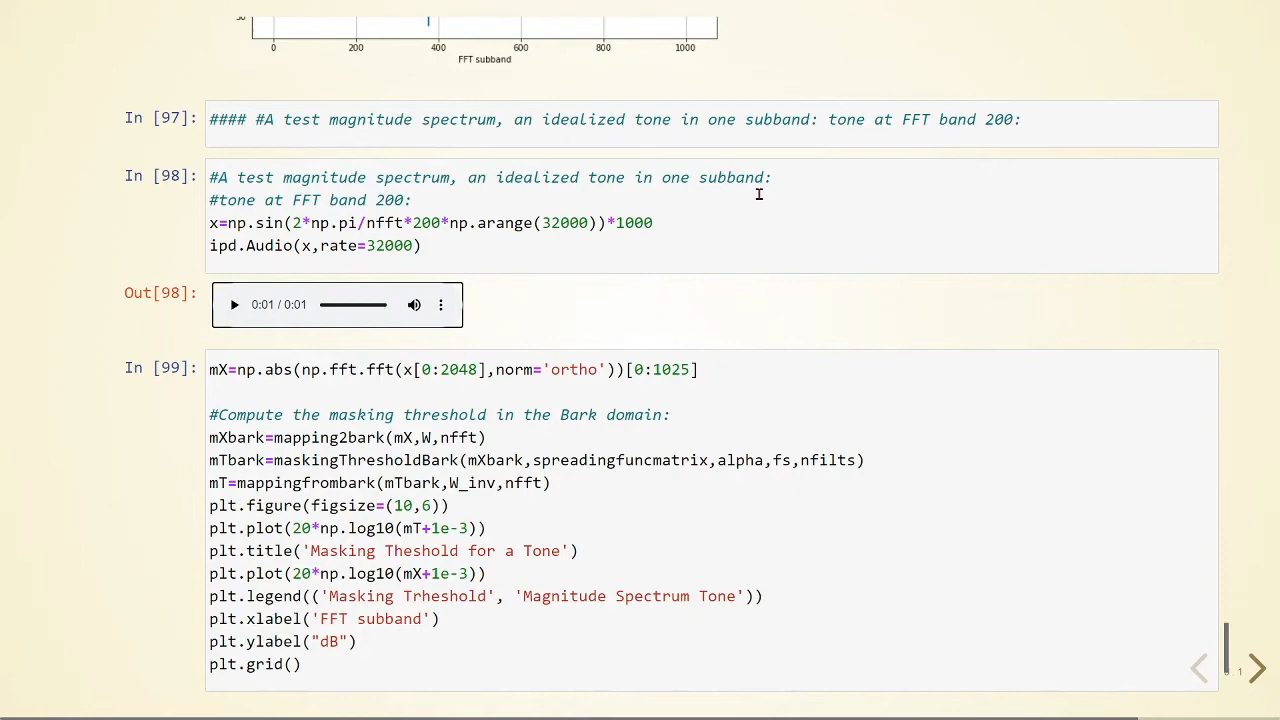 50
0 200 400 600 800 1000
FFT subband
In [97]: #### #A test magnitude spectrum, an idealized tone in one subband: tone at FFT band 200:
In [98]: #A test magnitude spectrum, an idealized tone in one subband:
#tone at FFT band 200:
x=np.sin(2*np.pi/nfft*200*np.arange(32000))*1000
ipd.Audio(x,rate=32000)
Out[98]:
0:01 / 0:01
In [99]: mX=np.abs(np.fft.fft(x[0:2048],norm='ortho'))[0:1025]
#Compute the masking threshold in the Bark domain:
mXbark=mapping2bark(mX,W,nfft)
mTbark=maskingThresholdBark(mXbark,spreadingfuncmatrix,alpha,fs,nfilts)
mT=mappingfrombark(mTbark,W_inv,nfft)
plt.figure(figsize=(10,6))
plt.plot(20*np.log10(mT+1e-3))
plt.title('Masking Theshold for a Tone')
plt.plot(20*np.log10(mX+1e-3))
plt.legend(('Masking Trheshold', 'Magnitude Spectrum Tone'))
plt.xlabel('FFT subband')
plt.ylabel("dB")
plt.grid()